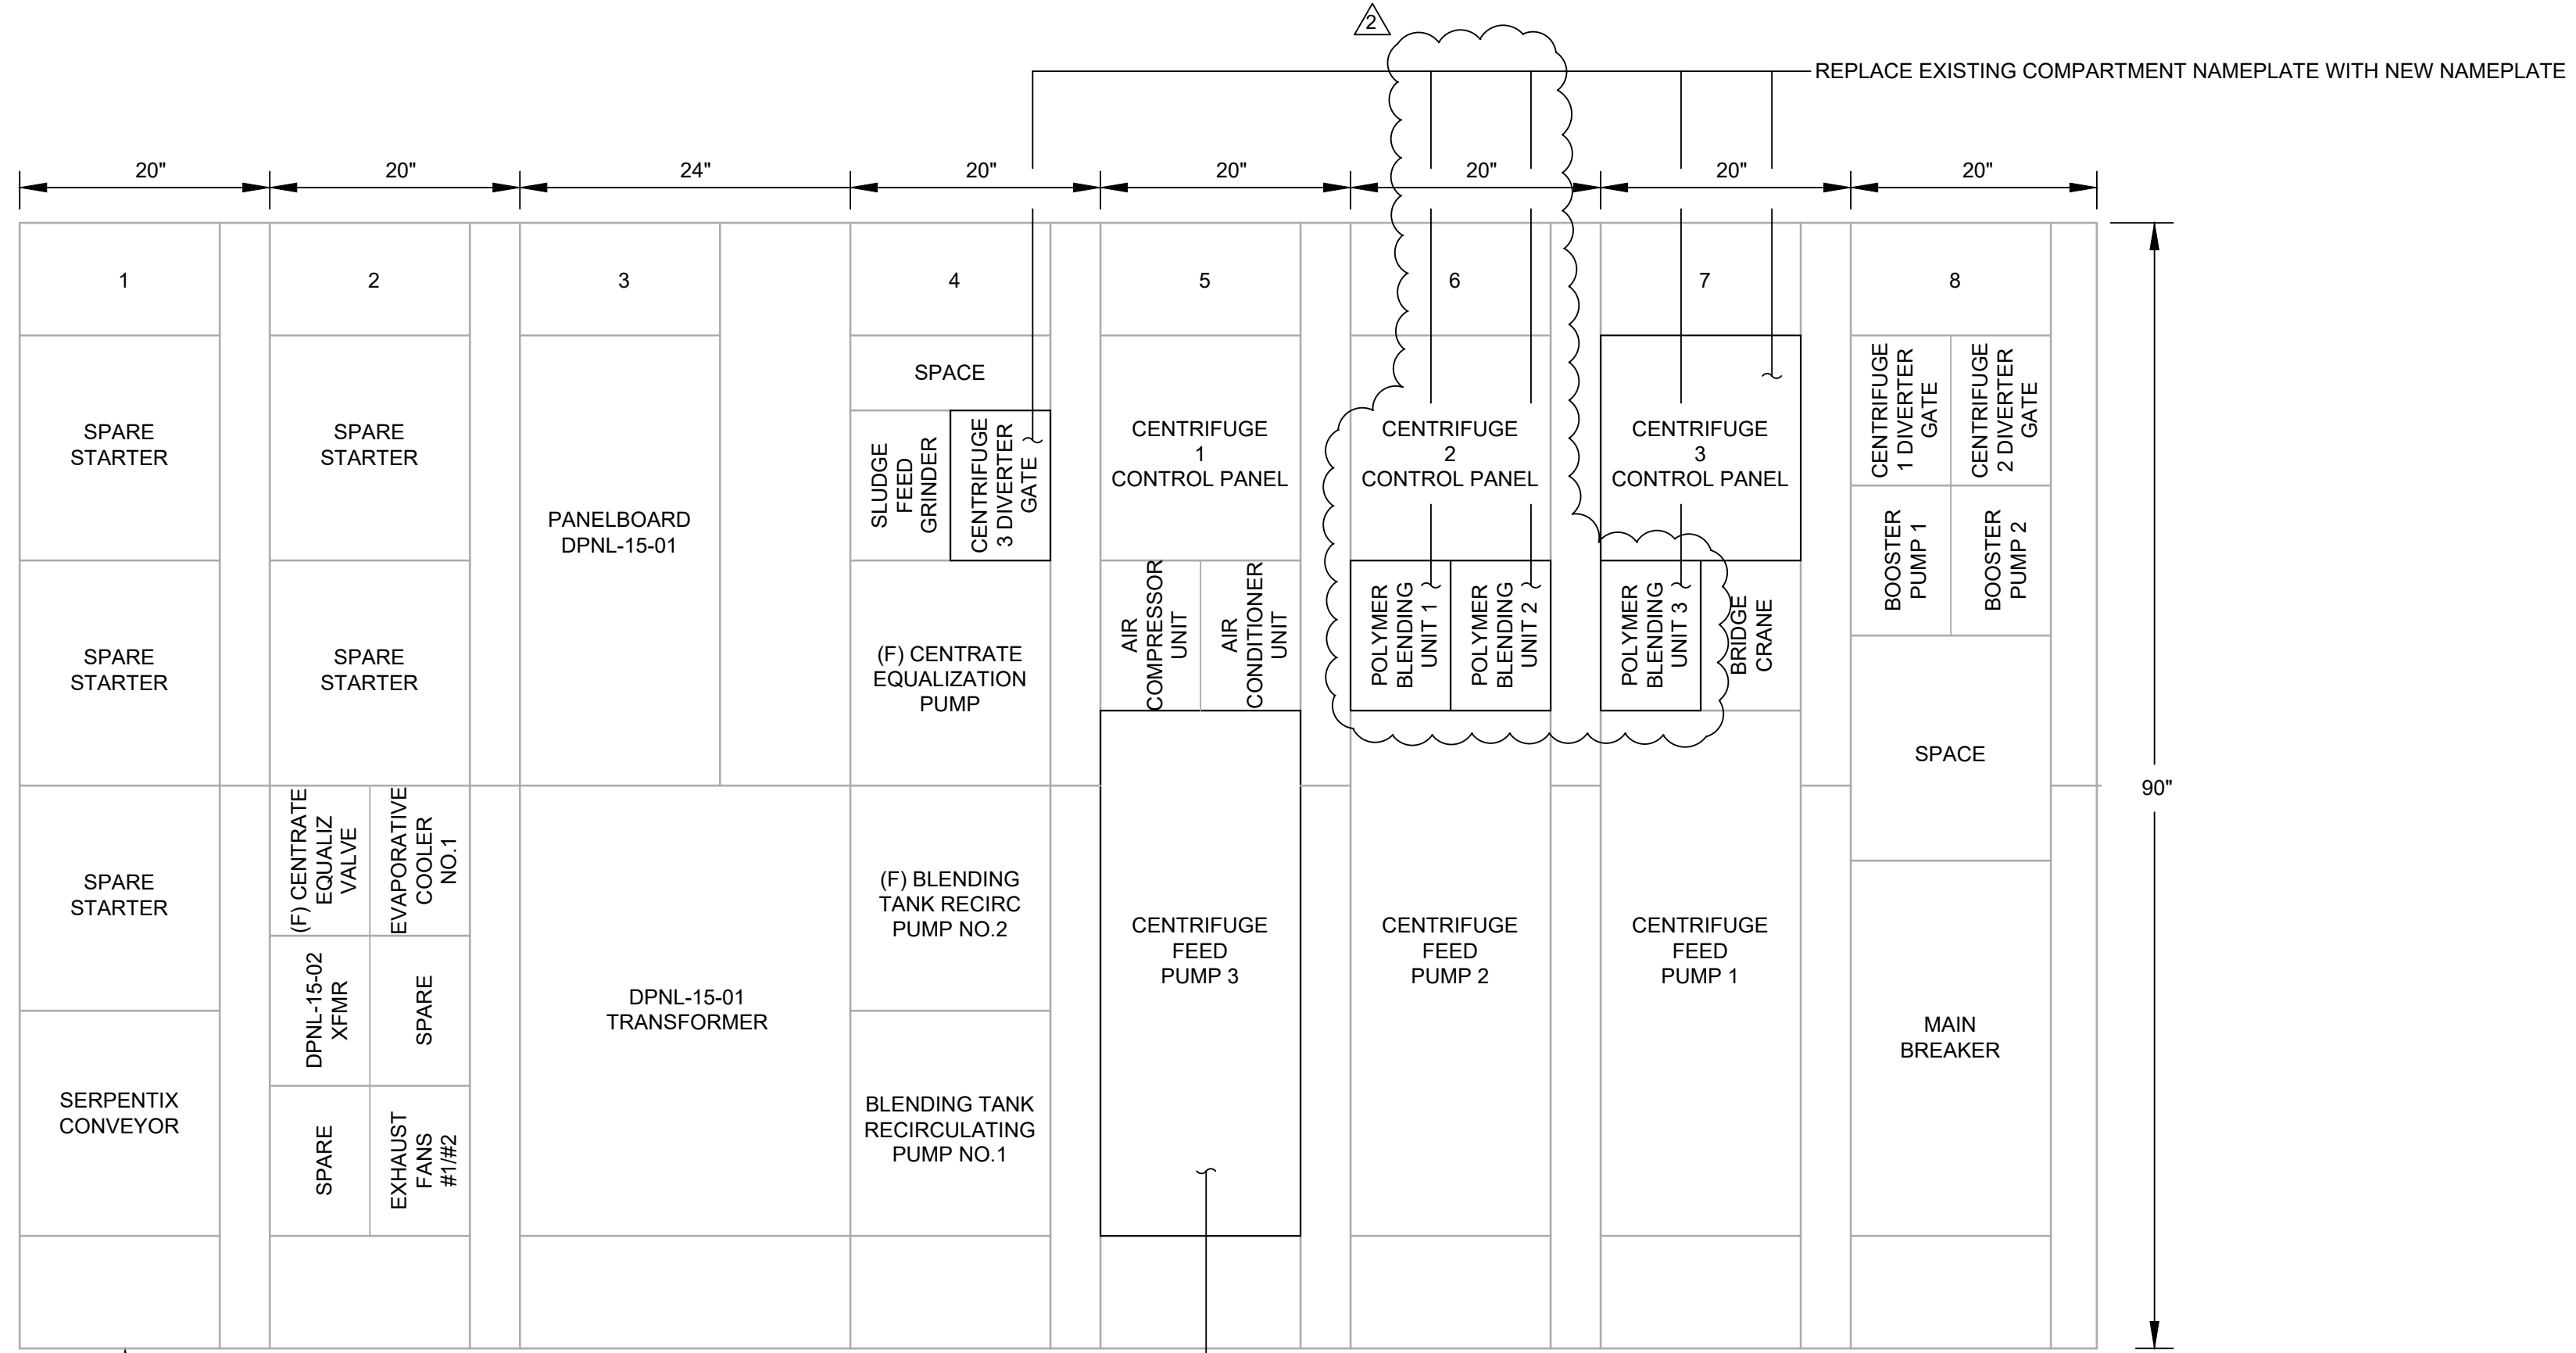 2
REPLACE EXISTING COMPARTMENT NAMEPLATE WITH NEW NAMEPLATE
20"
20"
24"
20"
20"
20"
20"
20"
1
2
3
4
5
6
7
8
SPARE
STARTER
SPARE
STARTER
SPARE
STARTER
SERPENTIX
CONVEYOR
SPARE
STARTER
SPARE
STARTER
(F) CENTRATE
EQUALIZ
VALVE
EVAPORATIVE
COOLER
NO.1
DPNL-15-02
XFMR
SPARE
SPARE
EXHAUST
FANS
#1/#2
PANELBOARD
DPNL-15-01
DPNL-15-01
TRANSFORMER
SPACE
SLUDGE
FEED
GRINDER
CENTRIFUGE
3 DIVERTER
GATE
(F) CENTRATE
EQUALIZATION
PUMP
(F) BLENDING
TANK RECIRC
PUMP NO.2
BLENDING TANK
RECIRCULATING
PUMP NO.1
CENTRIFUGE
1
CONTROL PANEL
AIR
COMPRESSOR
UNIT
AIR
CONDITIONER
UNIT
CENTRIFUGE
FEED
PUMP 3
CENTRIFUGE
2
CONTROL PANEL
POLYMER
BLENDING
UNIT 1
POLYMER
BLENDING
UNIT 2
CENTRIFUGE
FEED
PUMP 2
CENTRIFUGE
3
CONTROL PANEL
POLYMER
BLENDING
UNIT 3
BRIDGE
CRANE
CENTRIFUGE
FEED
PUMP 1
CENTRIFUGE
1 DIVERTER
GATE
CENTRIFUGE
2 DIVERTER
GATE
BOOSTER
PUMP 1
BOOSTER
PUMP 2
SPACE
MAIN
BREAKER
90"